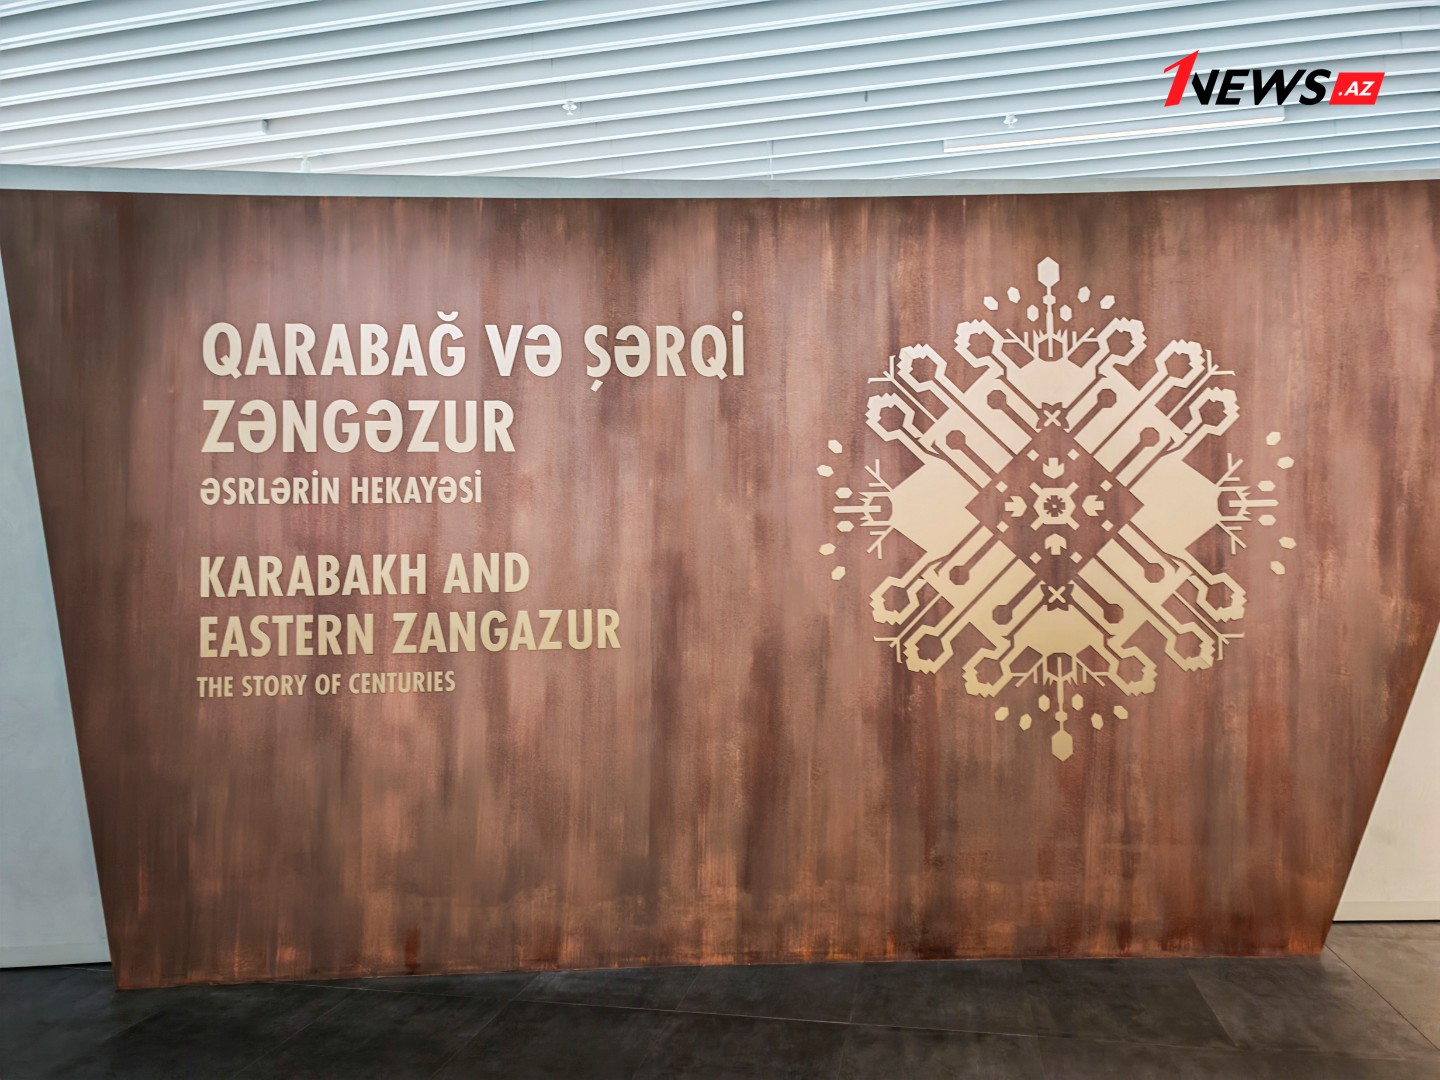 1NEWS.AZ
QARABAĞ VƏ ŞƏRQİ
ZƏNGƏZUR
ƏSRLƏRİN HEKAYƏSİ
KARABAKH AND
EASTERN ZANGAZUR
THE STORY OF CENTURIES